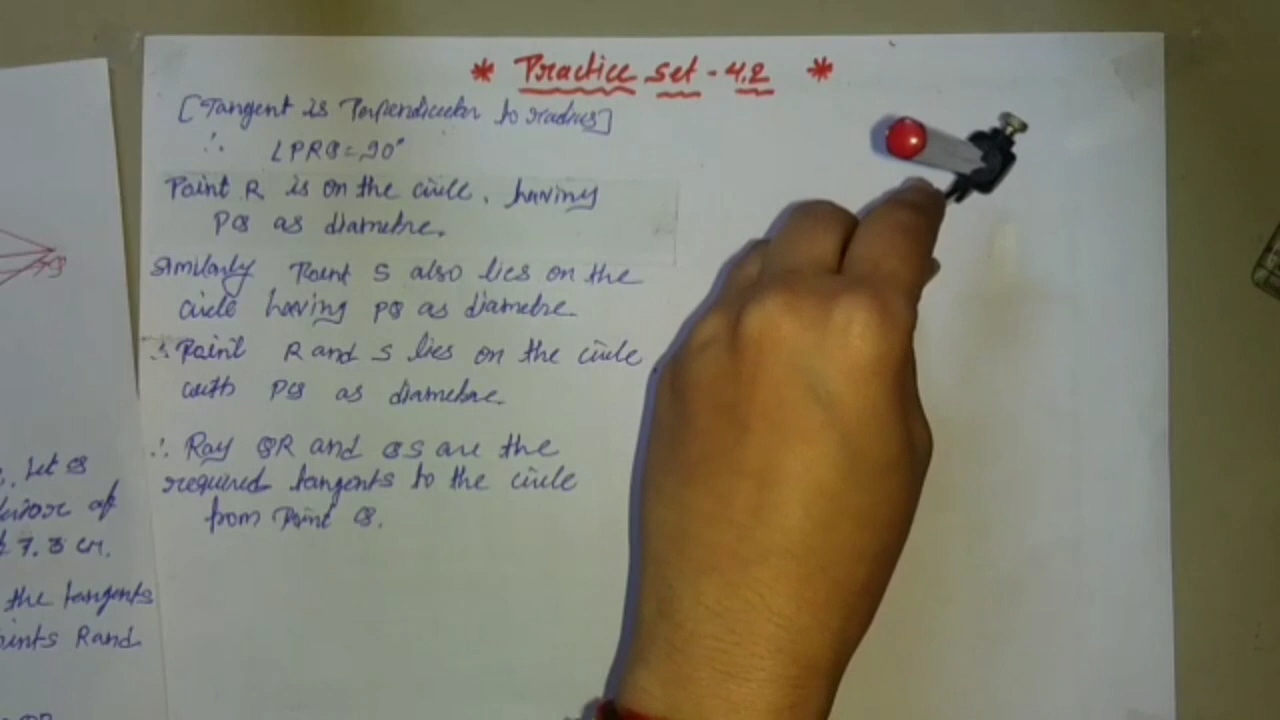 * Practice set - 4.2 *
[Tangent is Perpendicular to radius]
∴ ∠PRQ = 90°
Point R is on the circle, having
PQ as diametre.
Similarly Point S also lies on the
circle having PQ as diametre
∴ Point R and S lies on the circle
with PQ as diametre.
∴ Ray QR and QS are the
required tangents to the circle
from Point Q.
Q
Let Q
of
7.3 cm.
the tangents
R and